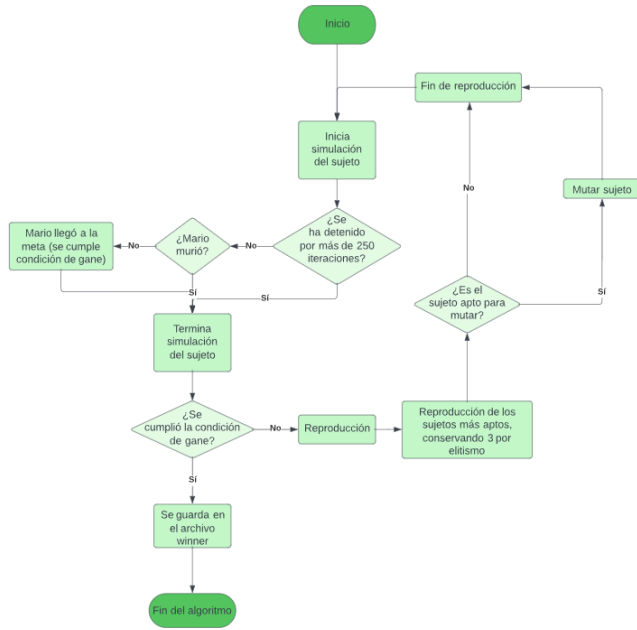 Inicio
Fin de reproducción
Inicia
simulación
del sujeto
No
Mutar sujeto
¿Se
ha detenido
por más de 250
iteraciones?
No
¿Mario
murió?
No
Mario llegó a la
meta (se cumple
condición de gane)
Sí
Sí
¿Es el
sujeto apto para
mutar?
Sí
Termina
simulación
del sujeto
¿Se
cumplió la condición
de gane?
No
Reproducción
Reproducción de los
sujetos más aptos,
conservando 3 por
elitismo
Sí
Se guarda en
el archivo
winner
Fin del algoritmo